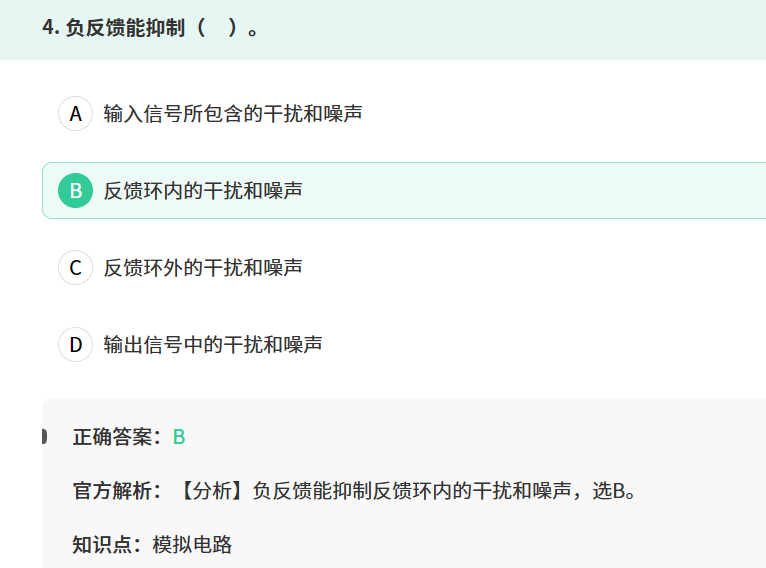 4. 负反馈能抑制（ ）。
A 输入信号所包含的干扰和噪声
B 反馈环内的干扰和噪声
C 反馈环外的干扰和噪声
D 输出信号中的干扰和噪声
正确答案：B
官方解析：【分析】负反馈能抑制反馈环内的干扰和噪声，选B。
知识点：模拟电路